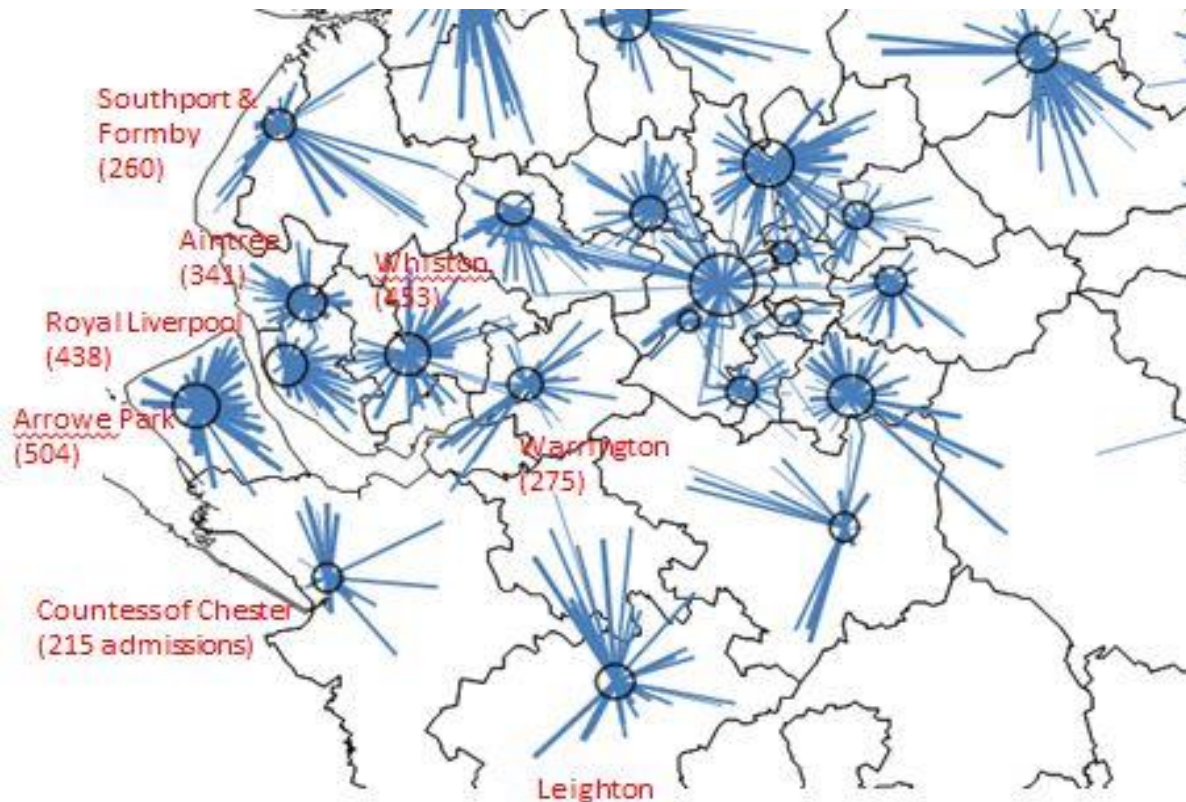 Southport &
Formby
(260)
Aintree
(341)
Whiston
(453)
Royal Liverpool
(438)
Arrowe Park
(504)
Warrington
(275)
Countess of Chester
(215 admissions)
Leighton